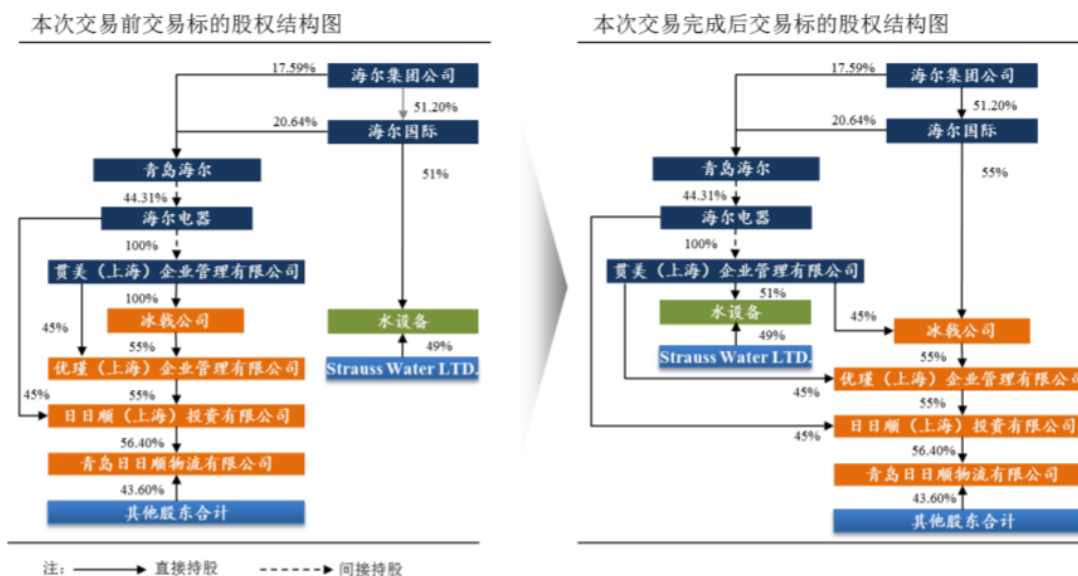 本次交易前交易标的股权结构图
17.59%
海尔集团公司
51.20%
20.64%
海尔国际
青岛海尔
51%
44.31%
海尔电器
100%
贯美（上海）企业管理有限公司
100%
45%
冰戟公司
水设备
55%
49%
优瑾（上海）企业管理有限公司
Strauss Water LTD.
45%
55%
日日顺（上海）投资有限公司
56.40%
青岛日日顺物流有限公司
43.60%
其他股东合计
本次交易完成后交易标的股权结构图
17.59%
海尔集团公司
51.20%
20.64%
海尔国际
青岛海尔
55%
44.31%
海尔电器
100%
贯美（上海）企业管理有限公司
51%
水设备
45%
冰戟公司
49%
55%
Strauss Water LTD.
优瑾（上海）企业管理有限公司
45%
55%
日日顺（上海）投资有限公司
45%
56.40%
青岛日日顺物流有限公司
43.60%
其他股东合计
注： 直接持股 间接持股